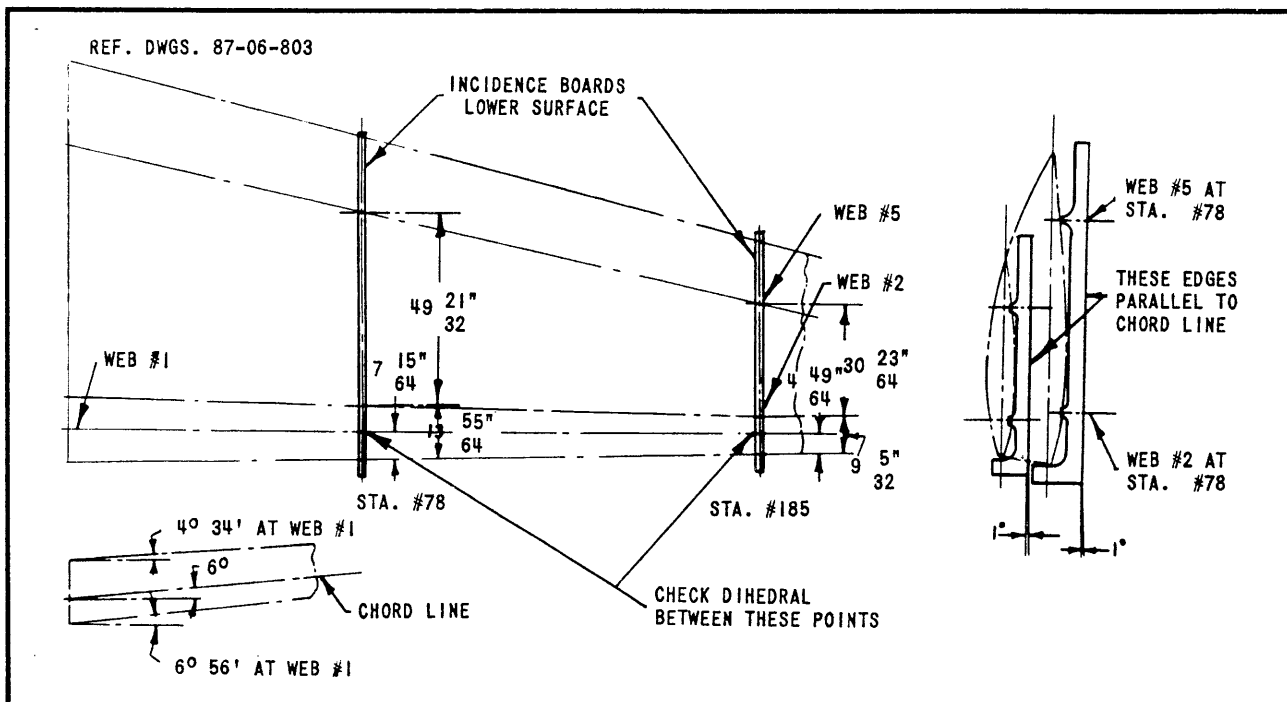 REF. DWGS. 87-06-803
INCIDENCE BOARDS
LOWER SURFACE
WEB #5
WEB #2
WEB #1
49 21"
32
7 15"
64
13 55"
64
4 49"
64
30 23"
64
9 5"
32
STA. #78
STA. #185
WEB #5 AT
STA. #78
THESE EDGES
PARALLEL TO
CHORD LINE
WEB #2 AT
STA. #78
1°
1°
4° 34' AT WEB #1
6°
CHORD LINE
6° 56' AT WEB #1
CHECK DIHEDRAL
BETWEEN THESE POINTS